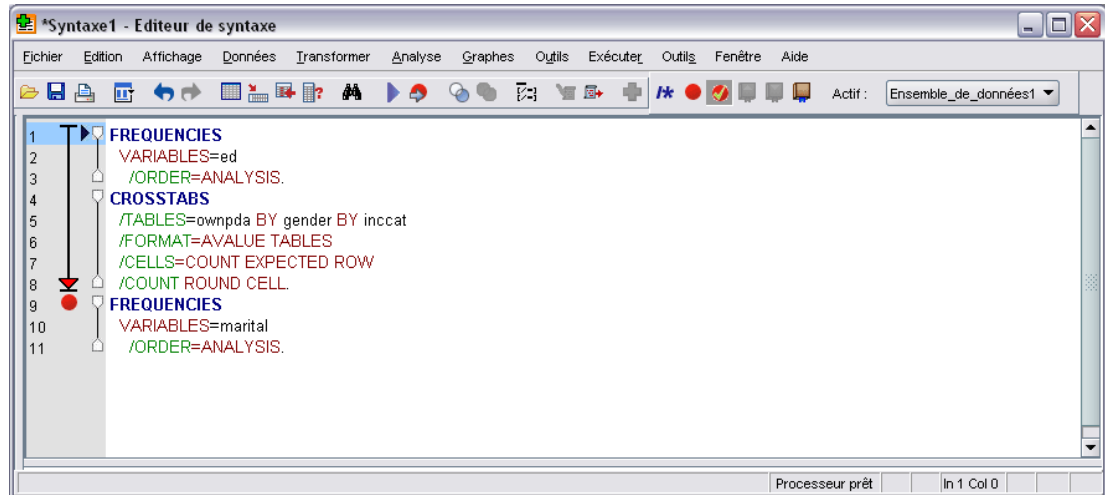 *Syntaxe1 - Editeur de syntaxe
Fichier Edition Affichage Données Transformer Analyse Graphes Outils Exécuter Outils Fenêtre Aide
Actif : Ensemble_de_données1
1 FREQUENCIES
2 VARIABLES=ed
3 /ORDER=ANALYSIS.
4 CROSSTABS
5 /TABLES=ownpda BY gender BY inccat
6 /FORMAT=AVALUE TABLES
7 /CELLS=COUNT EXPECTED ROW
8 /COUNT ROUND CELL.
9 FREQUENCIES
10 VARIABLES=marital
11 /ORDER=ANALYSIS.
Processeur prêt In 1 Col 0